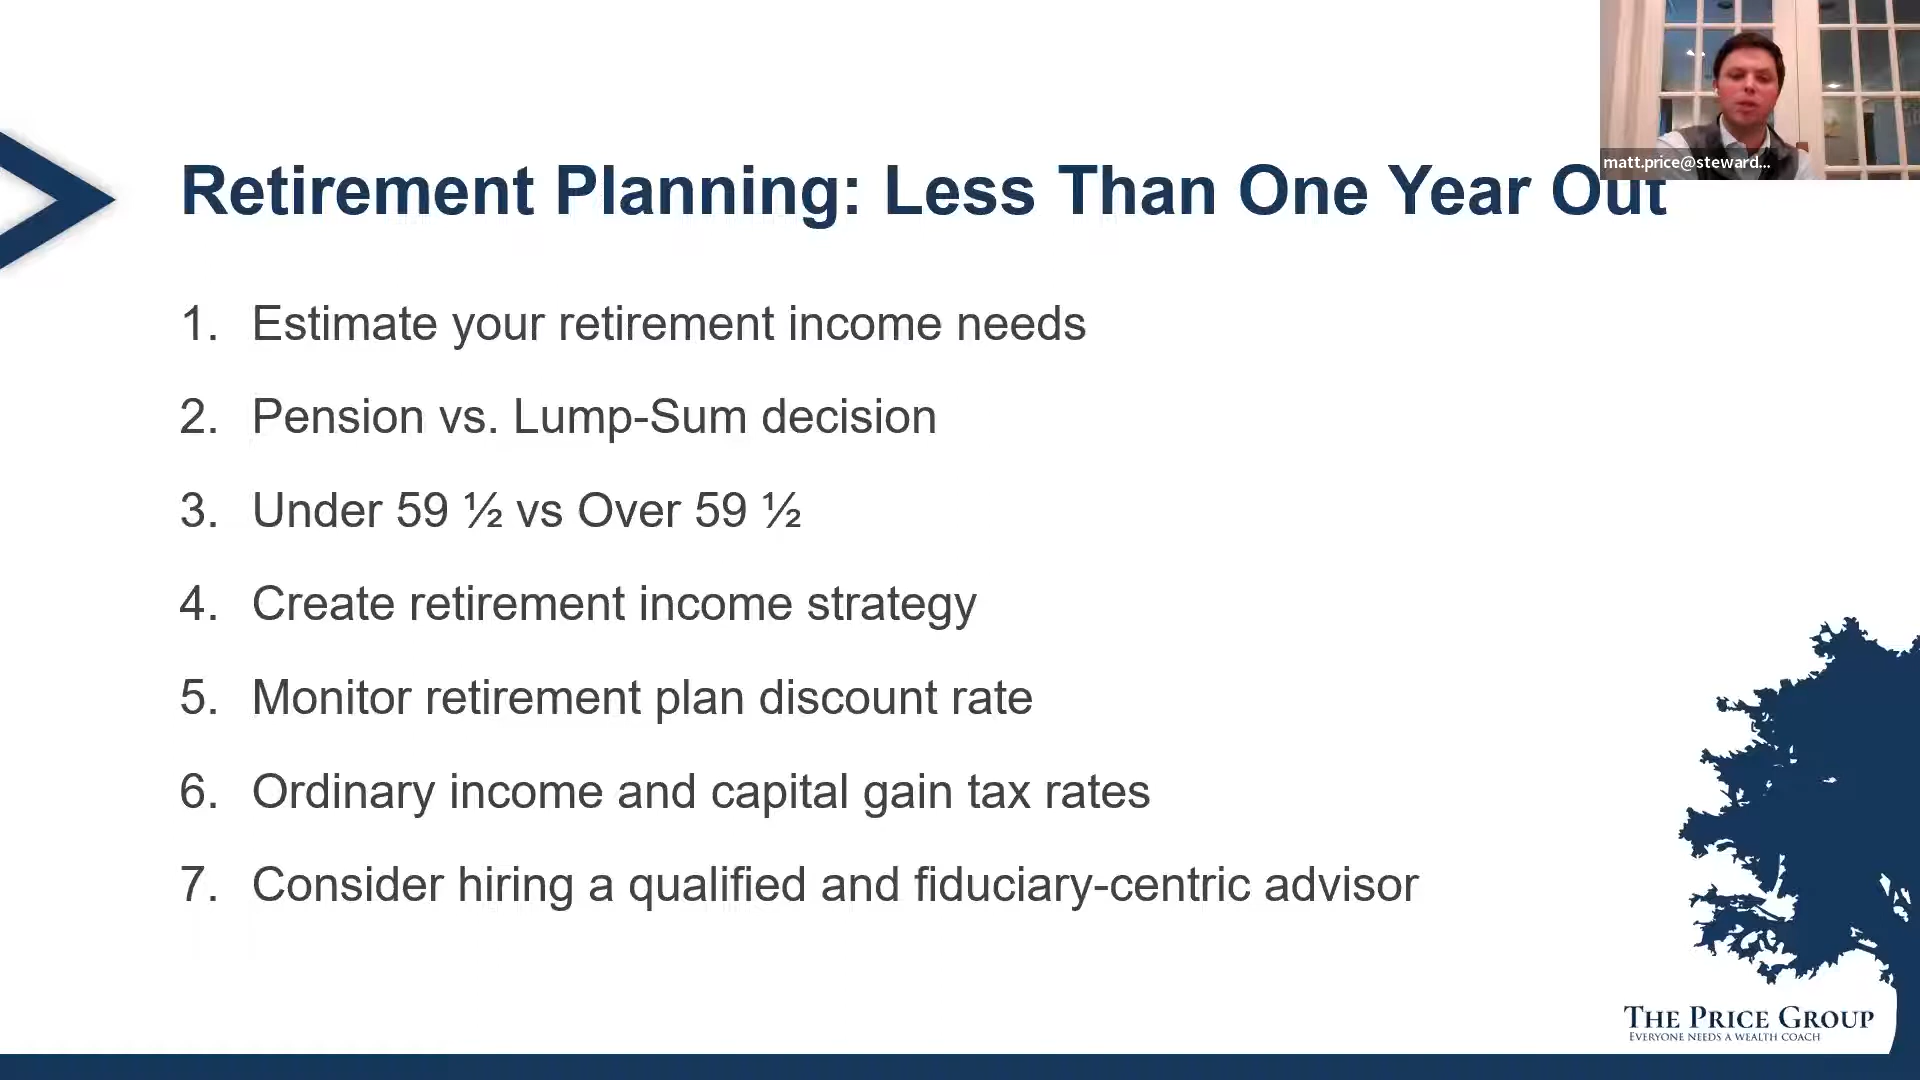 matt.price@steward...
Retirement Planning: Less Than One Year Out
1. Estimate your retirement income needs
2. Pension vs. Lump-Sum decision
3. Under 59 ½ vs Over 59 ½
4. Create retirement income strategy
5. Monitor retirement plan discount rate
6. Ordinary income and capital gain tax rates
7. Consider hiring a qualified and fiduciary-centric advisor
THE PRICE GROUP
EVERYONE NEEDS A WEALTH COACH